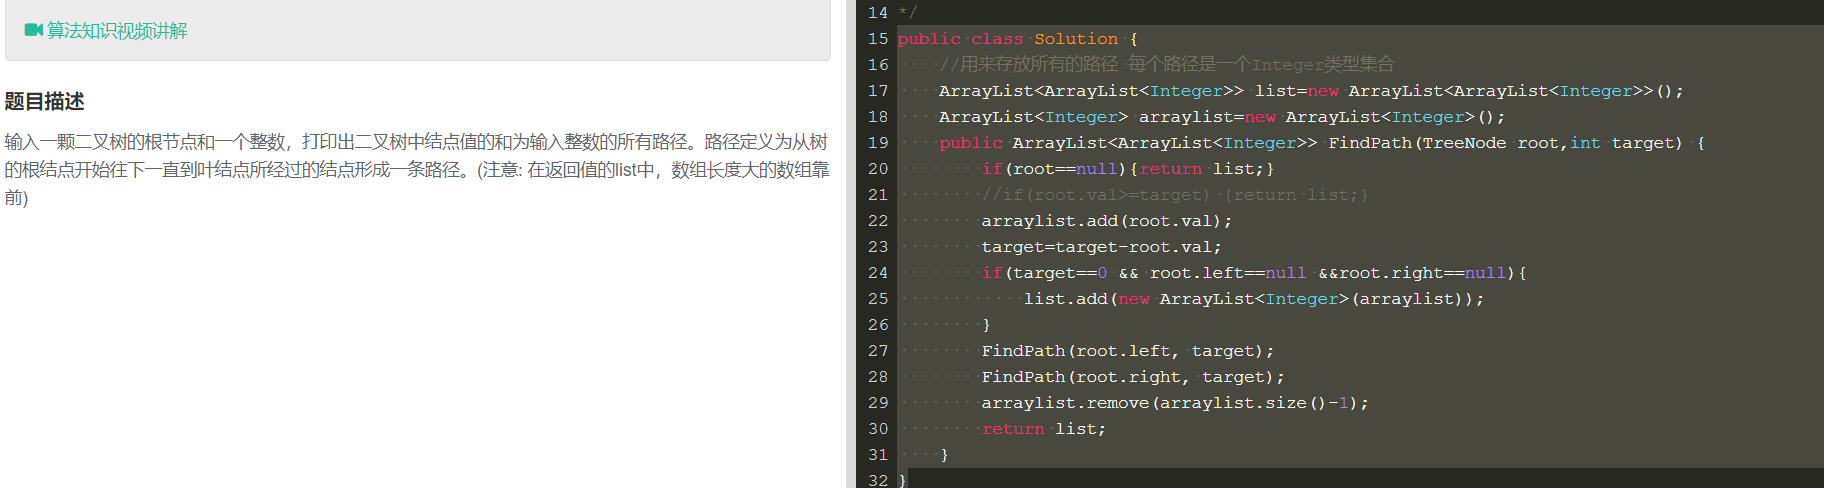 算法知识视频讲解
题目描述
输入一颗二叉树的根节点和一个整数，打印出二叉树中结点值的和为输入整数的所有路径。路径定义为从树
的根结点开始往下一直到叶结点所经过的结点形成一条路径。(注意: 在返回值的list中，数组长度大的数组靠
前)
14 */
15 public class Solution {
16     //用来存放所有的路径 每个路径是一个Integer类型集合
17     ArrayList<ArrayList<Integer>> list=new ArrayList<ArrayList<Integer>>();
18     ArrayList<Integer> arraylist=new ArrayList<Integer>();
19     public ArrayList<ArrayList<Integer>> FindPath(TreeNode root,int target) {
20         if(root==null){return list;}
21         //if(root.val>=target) {return list;}
22         arraylist.add(root.val);
23         target=target-root.val;
24         if(target==0 && root.left==null &&root.right==null){
25             list.add(new ArrayList<Integer>(arraylist));
26         }
27         FindPath(root.left, target);
28         FindPath(root.right, target);
29         arraylist.remove(arraylist.size()-1);
30         return list;
31     }
32 }